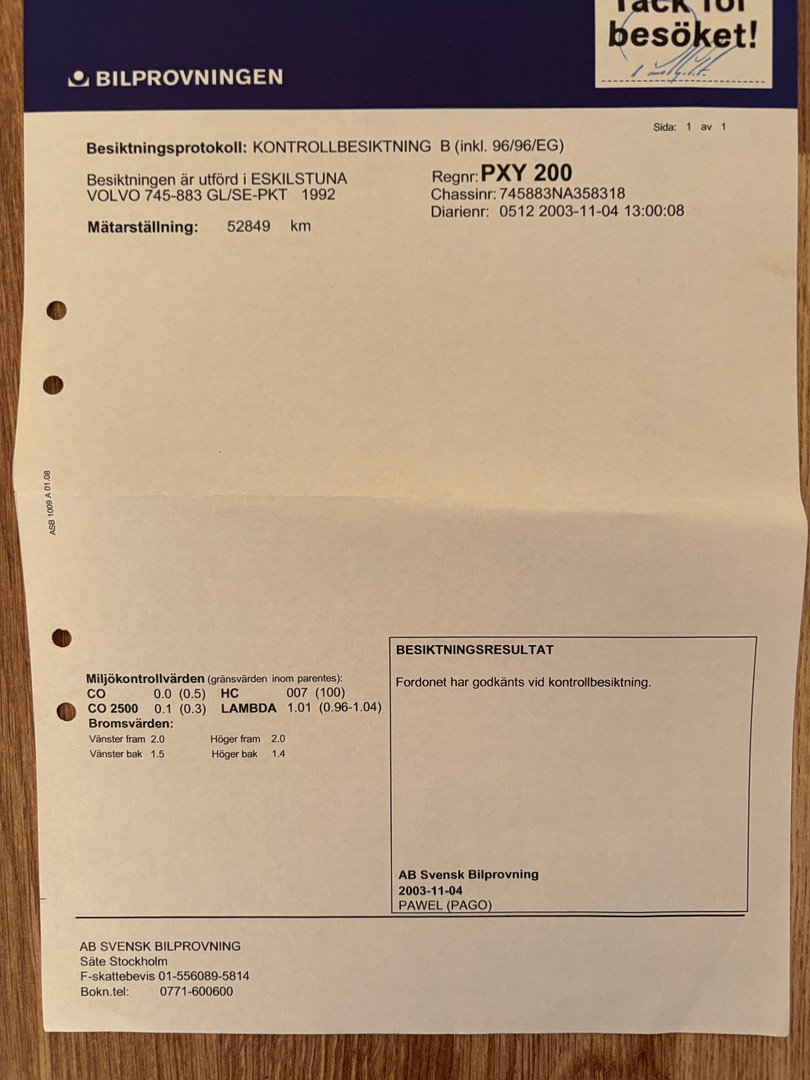 Tack för
besöket!
BILPROVNINGEN
Sida: 1 av 1
Besiktningsprotokoll: KONTROLLBESIKTNING B (inkl. 96/96/EG)
Besiktningen är utförd i ESKILSTUNA
VOLVO 745-883 GL/SE-PKT 1992
Regnr: PXY 200
Chassinr: 745883NA358318
Diarienr: 0512 2003-11-04 13:00:08
Mätarställning: 52849 km
ASB 1009 A 01.08
Miljökontrollvärden (gränsvärden inom parentes):
CO 0.0 (0.5) HC 007 (100)
CO 2500 0.1 (0.3) LAMBDA 1.01 (0.96-1.04)
Bromsvärden:
Vänster fram 2.0 Höger fram 2.0
Vänster bak 1.5 Höger bak 1.4
BESIKTNINGSRESULTAT
Fordonet har godkänts vid kontrollbesiktning.
AB Svensk Bilprovning
2003-11-04
PAWEL (PAGO)
AB SVENSK BILPROVNING
Säte Stockholm
F-skattebevis 01-556089-5814
Bokn.tel: 0771-600600